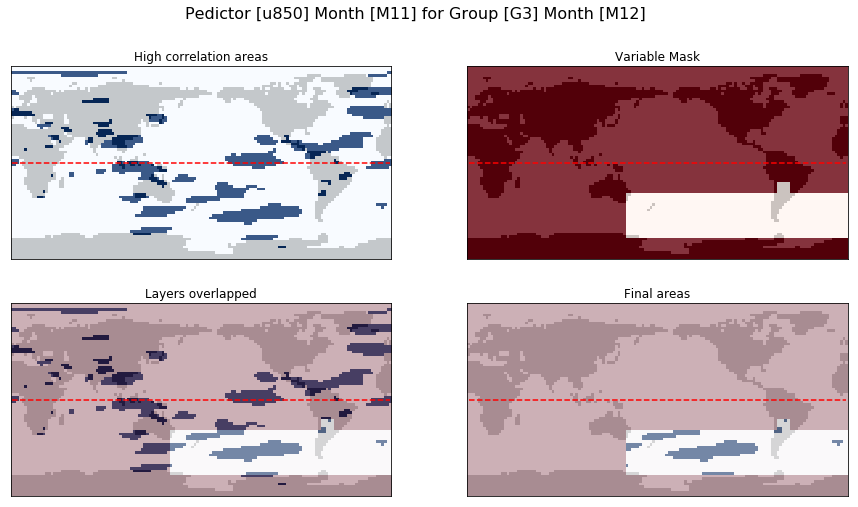 Pedictor [u850] Month [M11] for Group [G3] Month [M12]
High correlation areas
Variable Mask
Layers overlapped
Final areas